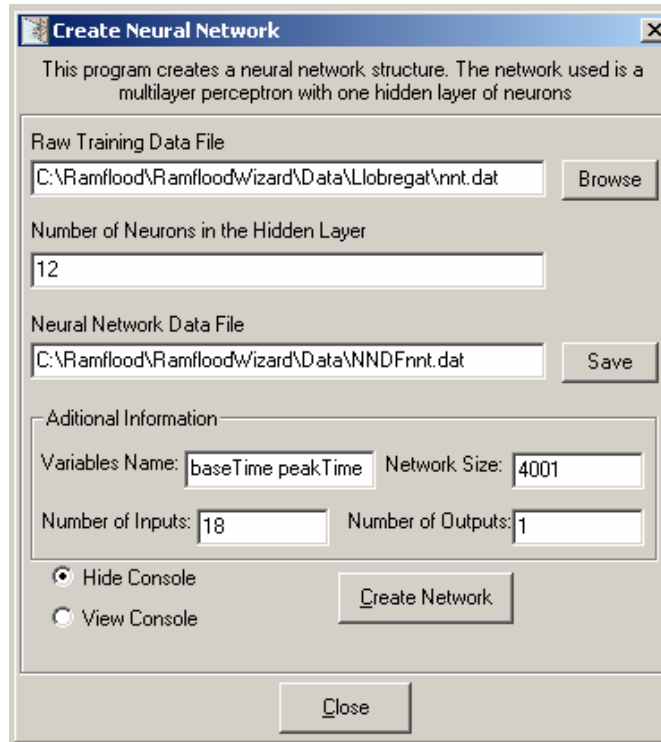 Create Neural Network
This program creates a neural network structure. The network used is a
multilayer perceptron with one hidden layer of neurons
Raw Training Data File
C:\Ramflood\RamfloodWizard\Data\Llobregat\nnt.dat
Browse
Number of Neurons in the Hidden Layer
12
Neural Network Data File
C:\Ramflood\RamfloodWizard\Data\NNDFnnt.dat
Save
Aditional Information
Variables Name: baseTime peakTime Network Size: 4001
Number of Inputs: 18 Number of Outputs: 1
Hide Console
View Console
Create Network
Close